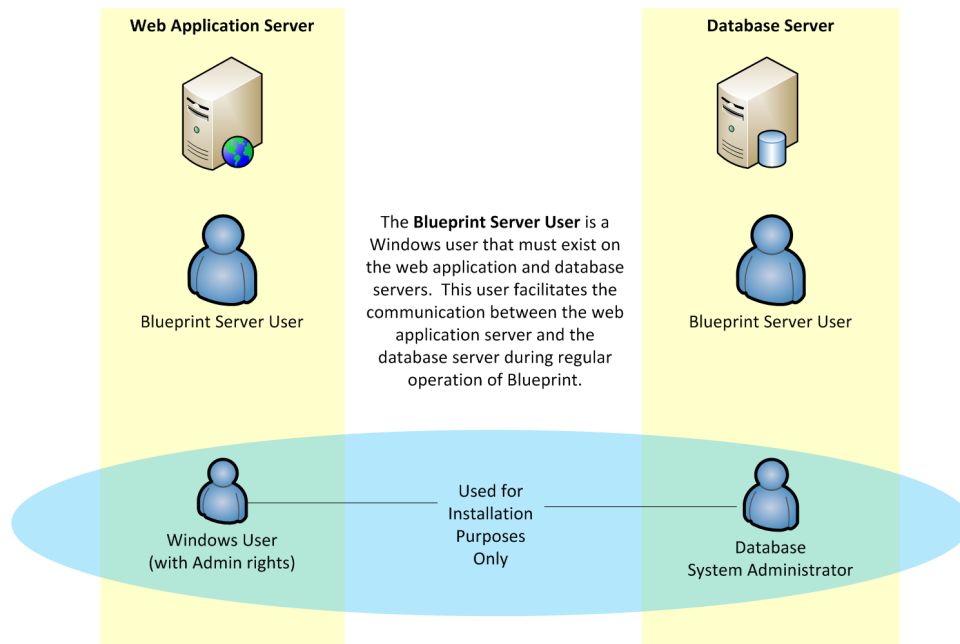 Web Application Server
Database Server
The Blueprint Server User is a
Windows user that must exist on
the web application and database
servers.  This user facilitates the
communication between the web
application server and the
database server during regular
operation of Blueprint.
Blueprint Server User
Blueprint Server User
Used for
Installation
Purposes
Only
Windows User
(with Admin rights)
Database
System Administrator